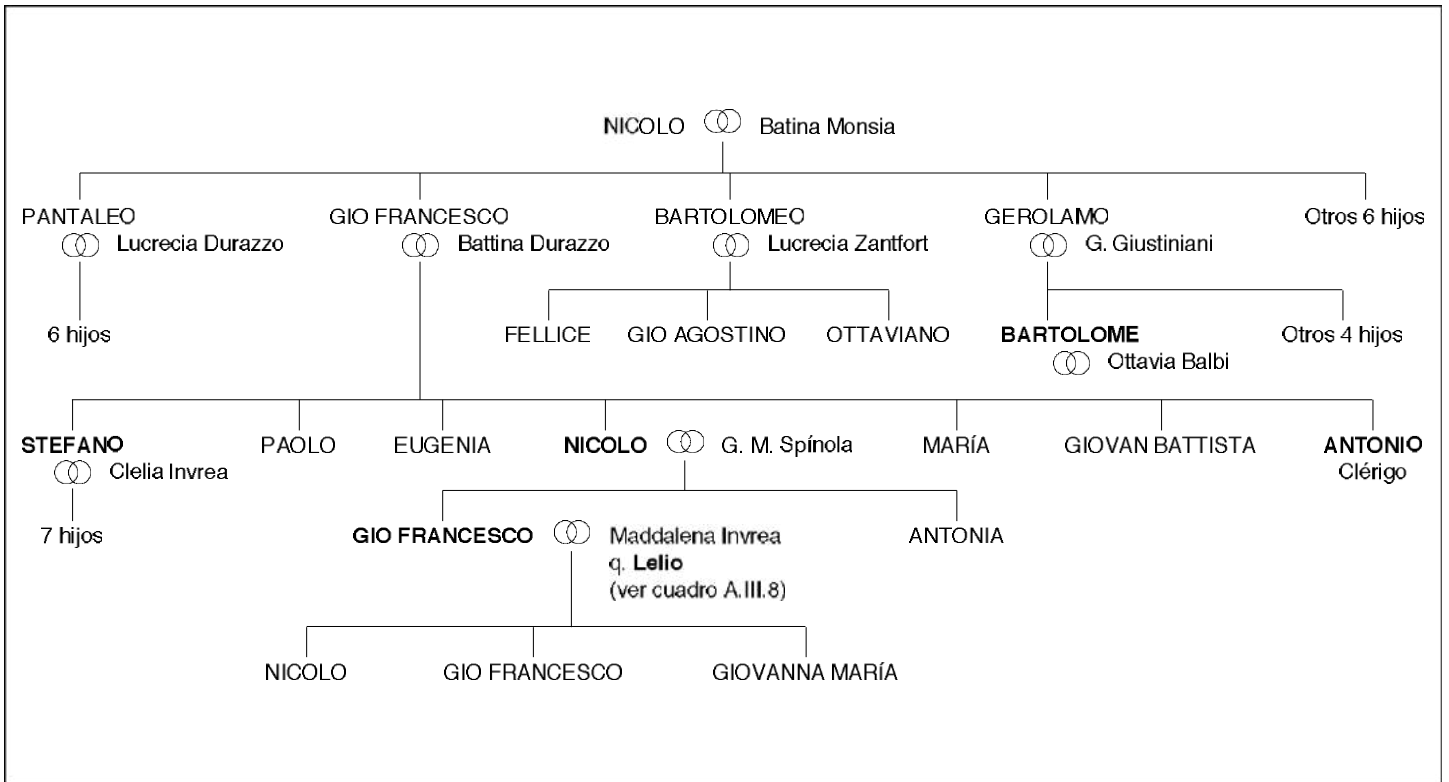 NICOLO Batina Monsia
PANTALEO GIO FRANCESCO BARTOLOMEO GEROLAMO Otros 6 hijos
Lucrecia Durazzo Battina Durazzo Lucrecia Zantfort G. Giustiniani
6 hijos FELLICE GIO AGOSTINO OTTAVIANO BARTOLOME Otros 4 hijos
Ottavia Balbi
STEFANO PAOLO EUGENIA NICOLO G. M. Spínola MARÍA GIOVAN BATTISTA ANTONIO
Clelia Invrea Clérigo
7 hijos GIO FRANCESCO Maddalena Invrea ANTONIA
q. Lelio
(ver cuadro A.III.8)
NICOLO GIO FRANCESCO GIOVANNA MARÍA